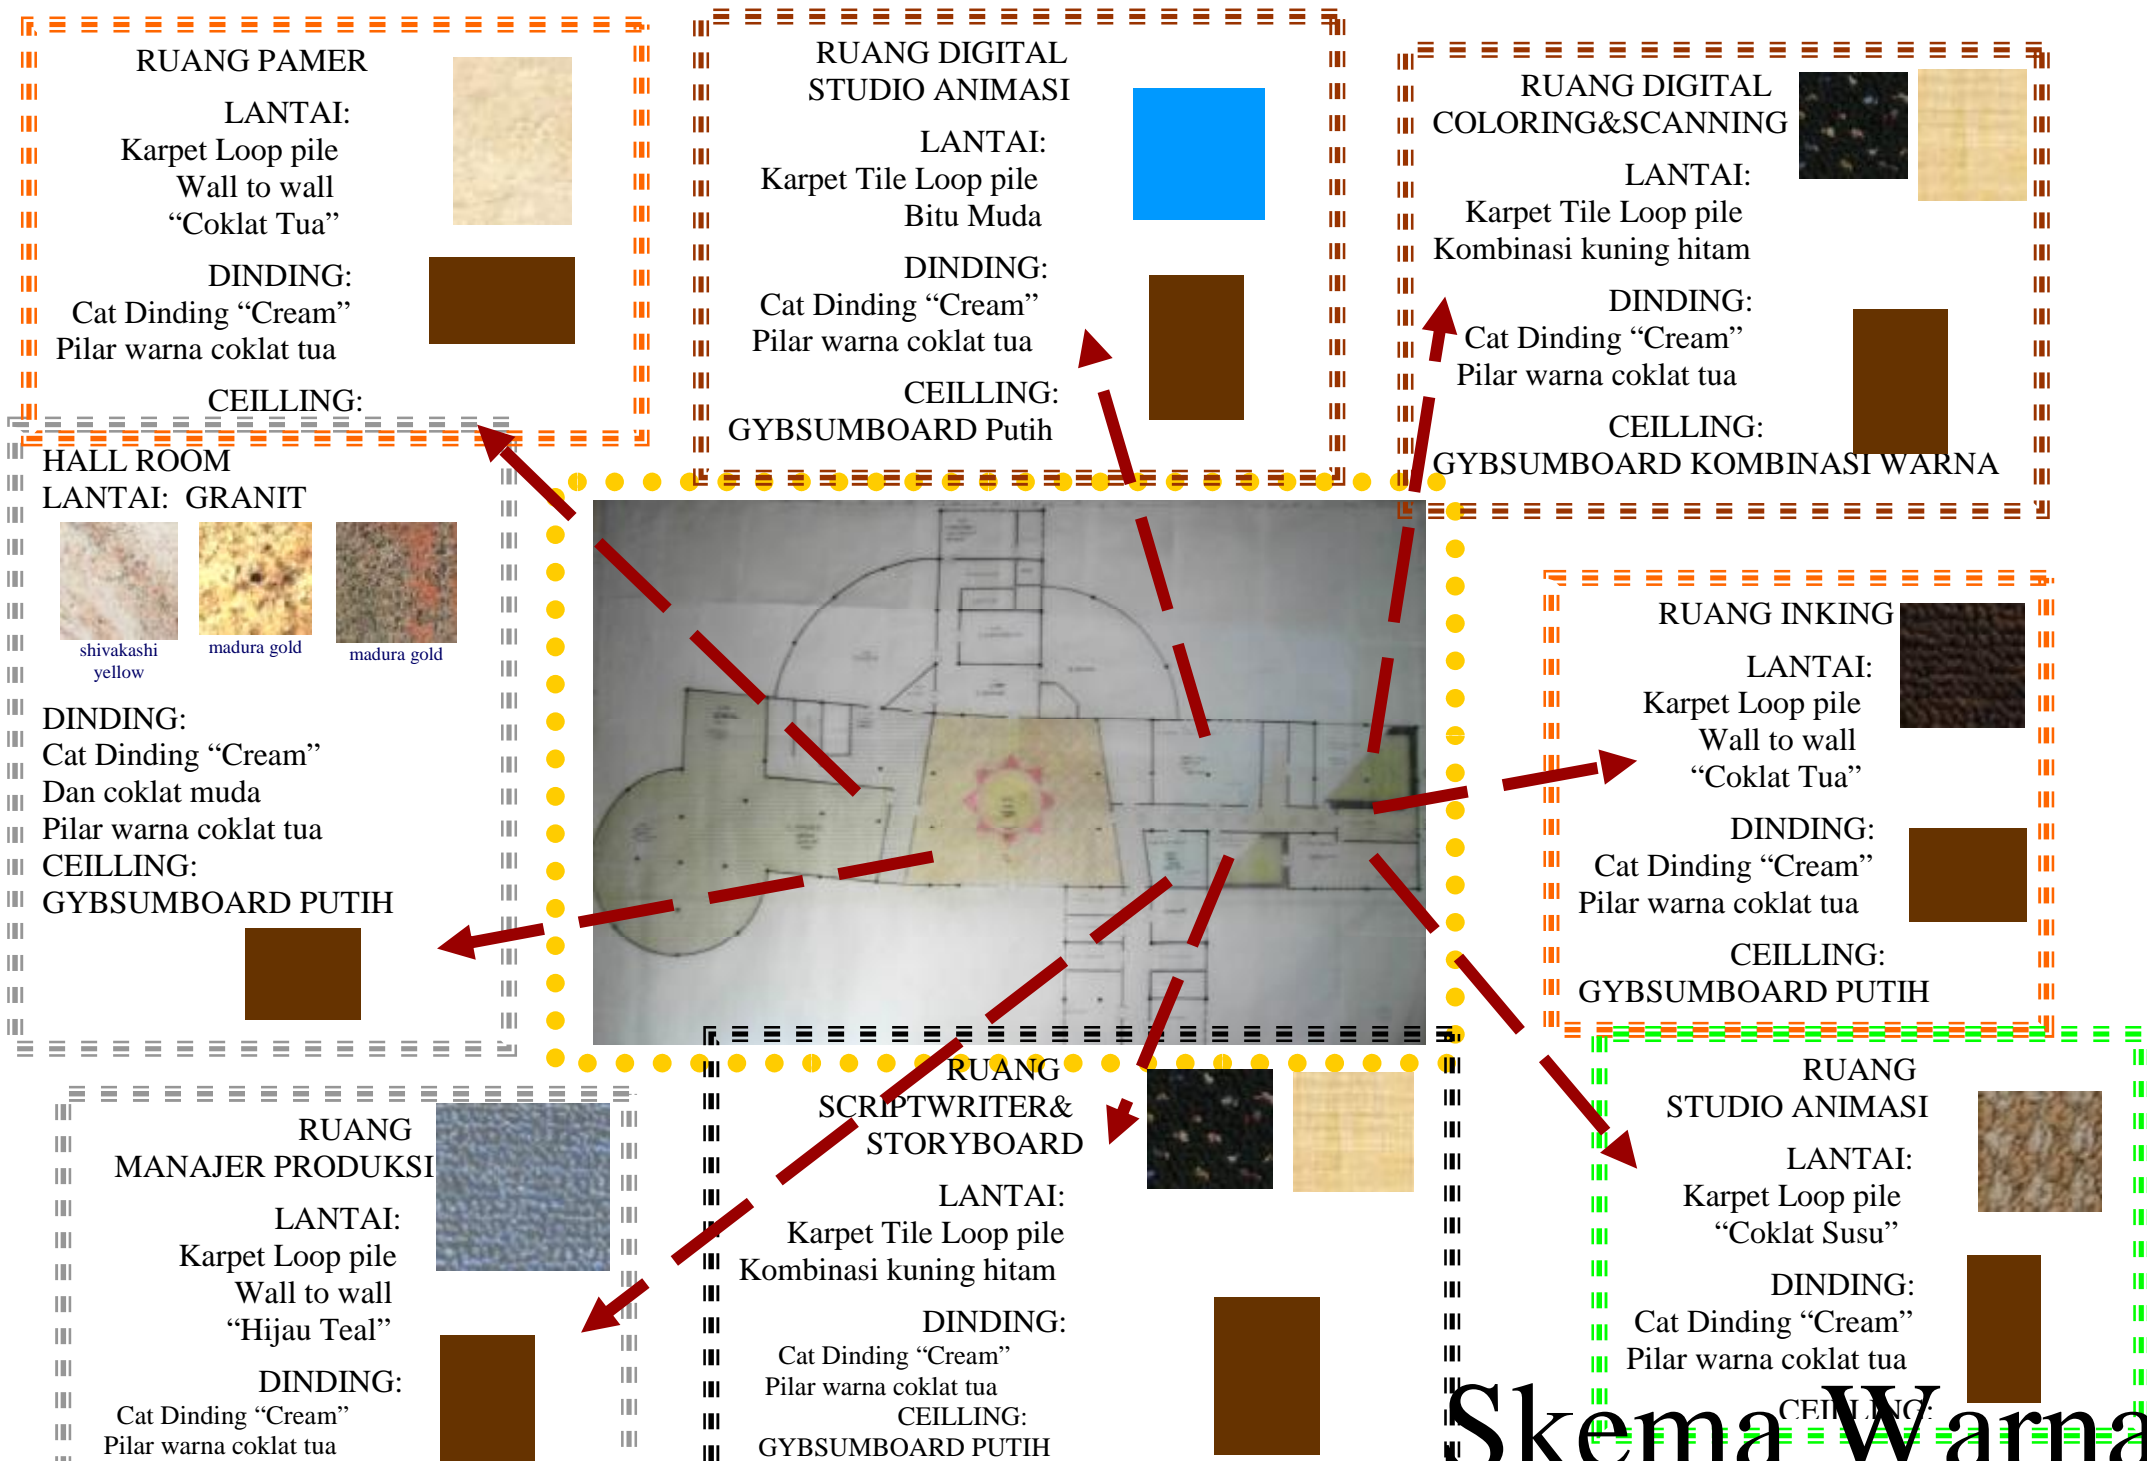 RUANG PAMER
LANTAI:
Karpet Loop pile
Wall to wall
“Coklat Tua”
DINDING:
Cat Dinding “Cream”
Pilar warna coklat tua
CEILLING:
RUANG DIGITAL
STUDIO ANIMASI
LANTAI:
Karpet Tile Loop pile
Bitu Muda
DINDING:
Cat Dinding “Cream”
Pilar warna coklat tua
CEILLING:
GYBSUMBOARD Putih
RUANG DIGITAL
COLORING&SCANNING
LANTAI:
Karpet Tile Loop pile
Kombinasi kuning hitam
DINDING:
Cat Dinding “Cream”
Pilar warna coklat tua
CEILLING:
GYBSUMBOARD KOMBINASI WARNA
HALL ROOM
LANTAI: GRANIT
shivakashi
yellow
madura gold
madura gold
DINDING:
Cat Dinding “Cream”
Dan coklat muda
Pilar warna coklat tua
CEILLING:
GYBSUMBOARD PUTIH
RUANG INKING
LANTAI:
Karpet Loop pile
Wall to wall
“Coklat Tua”
DINDING:
Cat Dinding “Cream”
Pilar warna coklat tua
CEILLING:
GYBSUMBOARD PUTIH
RUANG
MANAJER PRODUKSI
LANTAI:
Karpet Loop pile
Wall to wall
“Hijau Teal”
DINDING:
Cat Dinding “Cream”
Pilar warna coklat tua
RUANG
SCRIPTWRITER&
STORYBOARD
LANTAI:
Karpet Tile Loop pile
Kombinasi kuning hitam
DINDING:
Cat Dinding “Cream”
Pilar warna coklat tua
CEILLING:
GYBSUMBOARD PUTIH
RUANG
STUDIO ANIMASI
LANTAI:
Karpet Loop pile
“Coklat Susu”
DINDING:
Cat Dinding “Cream”
Pilar warna coklat tua
CEILLING:
Skema Warna